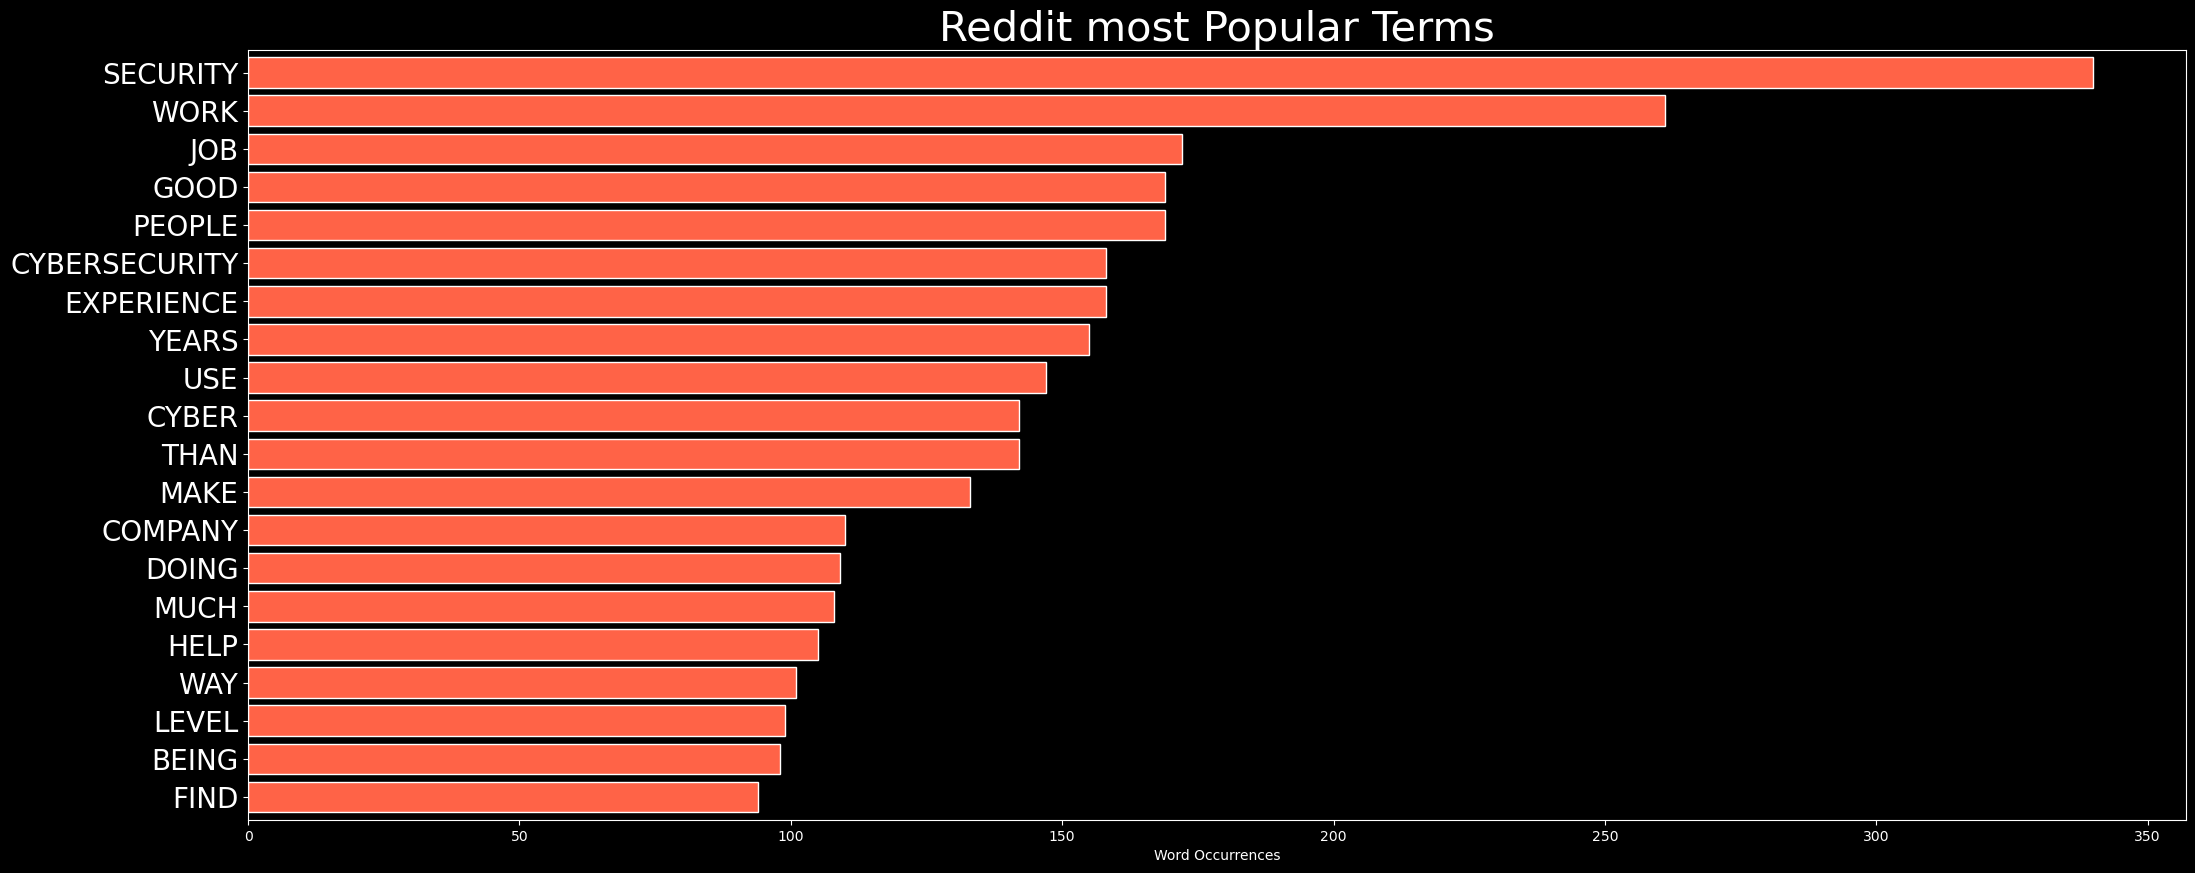 Reddit most Popular Terms
SECURITY
WORK
JOB
GOOD
PEOPLE
CYBERSECURITY
EXPERIENCE
YEARS
USE
CYBER
THAN
MAKE
COMPANY
DOING
MUCH
HELP
WAY
LEVEL
BEING
FIND
0 50 100 150 200 250 300 350
Word Occurrences